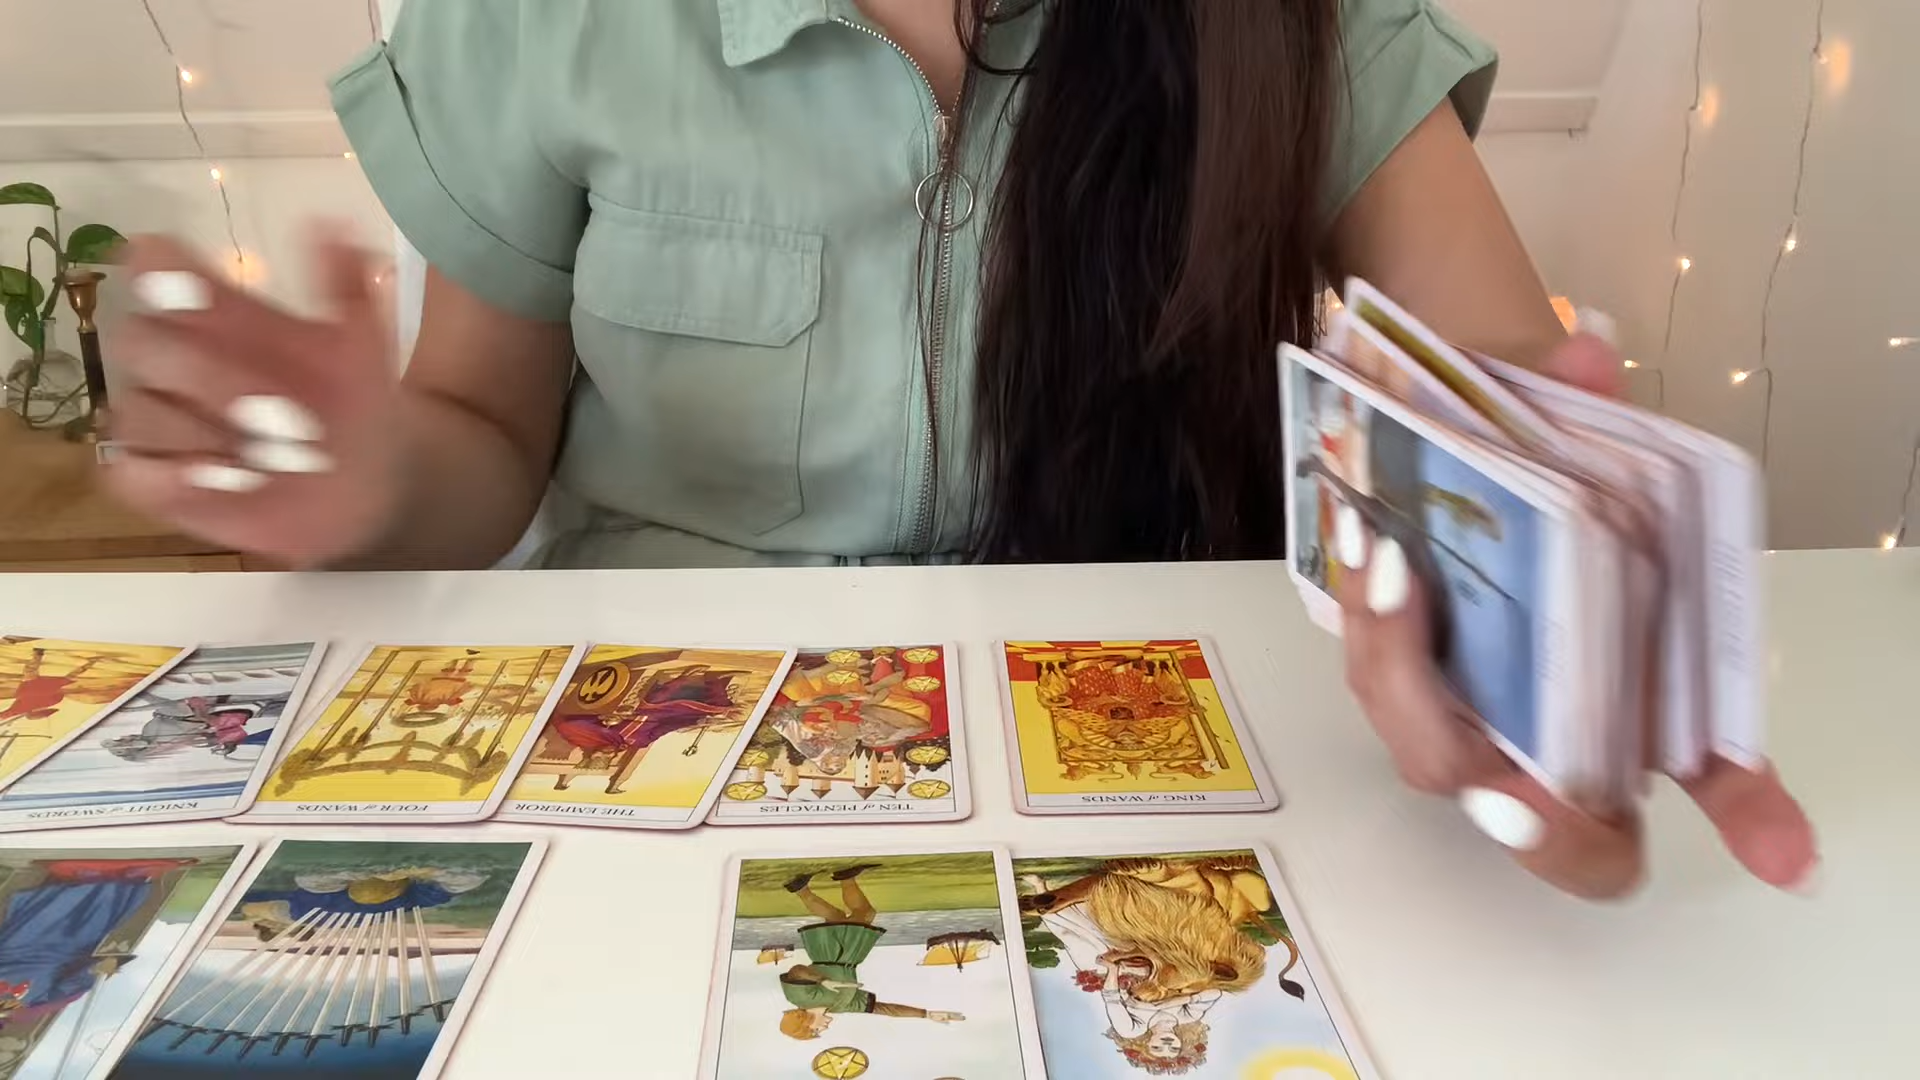 KNIGHT of SWORDS
FOUR of WANDS
THE EMPEROR
TEN of PENTACLES
KING of WANDS